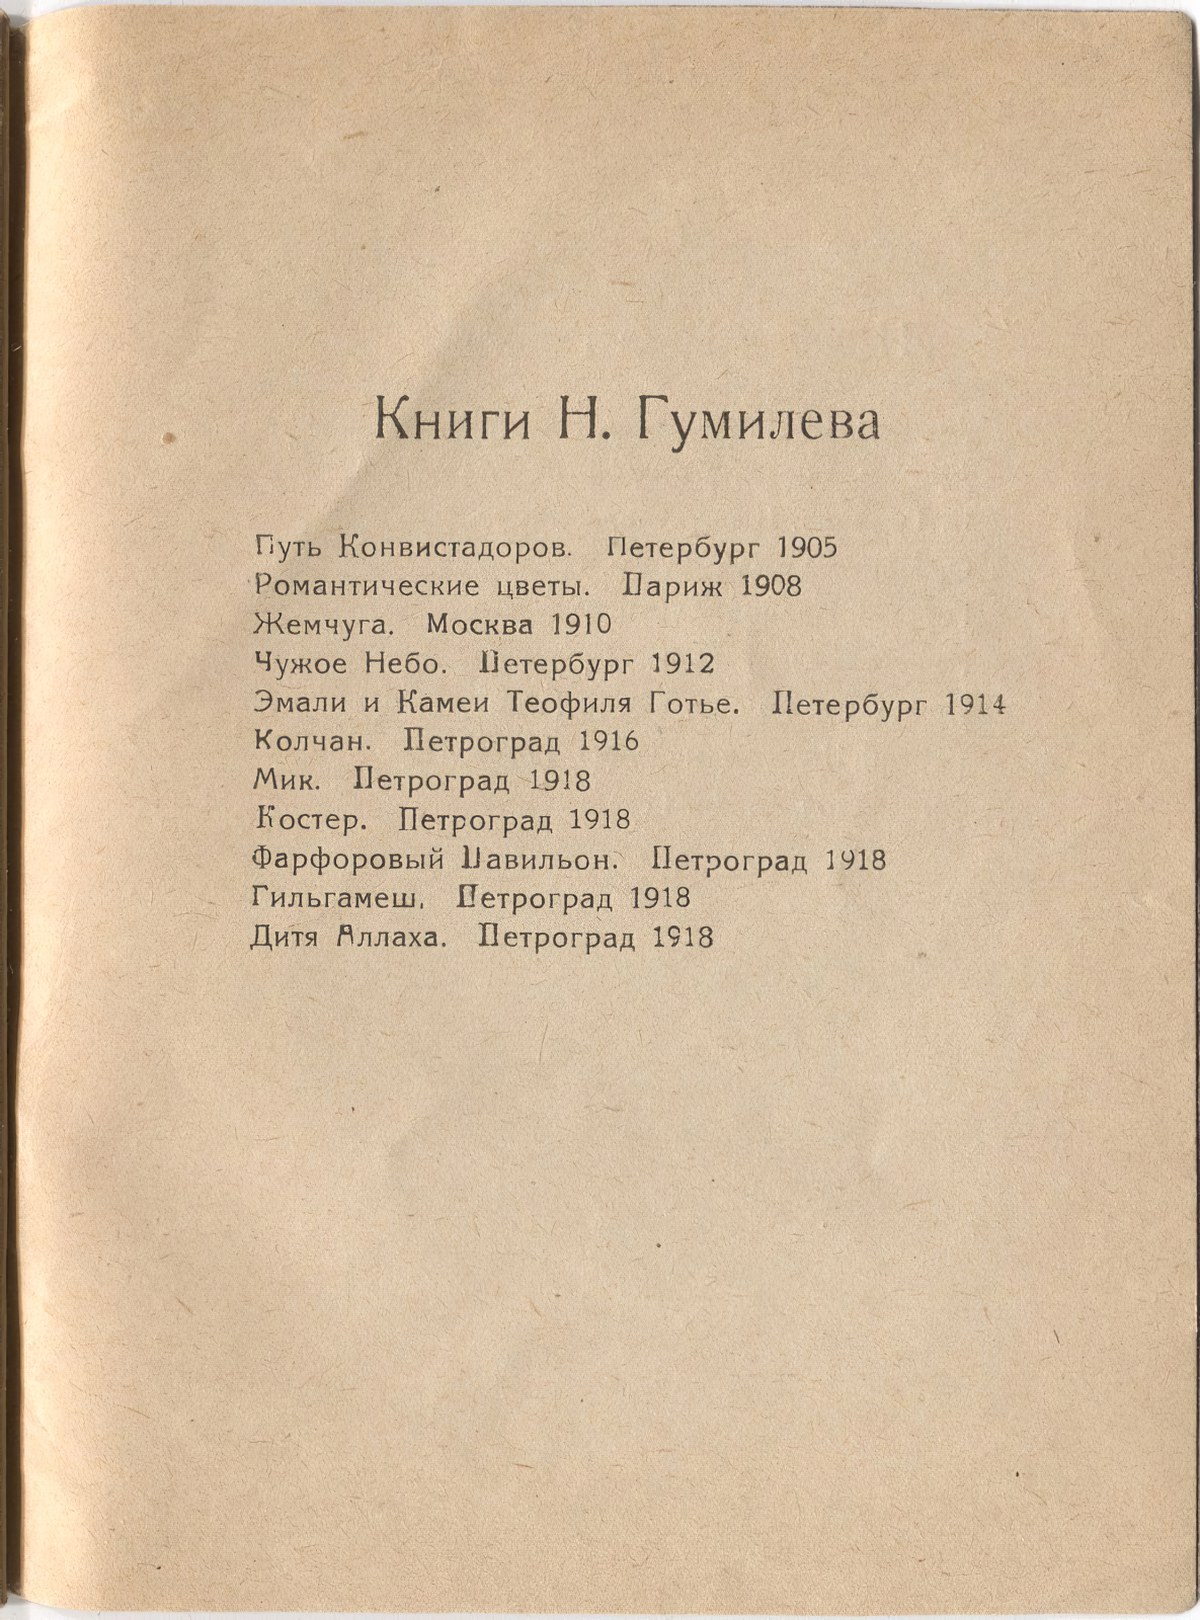 Книги Н. Гумилева
Путь Конвистадоров. Петербург 1905
Романтические цветы. Париж 1908
Жемчуга. Москва 1910
Чужое Небо. Петербург 1912
Эмали и Камеи Теофиля Готье. Петербург 1914
Колчан. Петроград 1916
Мик. Петроград 1918
Костер. Петроград 1918
Фарфоровый Павильон. Петроград 1918
Гильгамеш. Петроград 1918
Дитя Аллаха. Петроград 1918